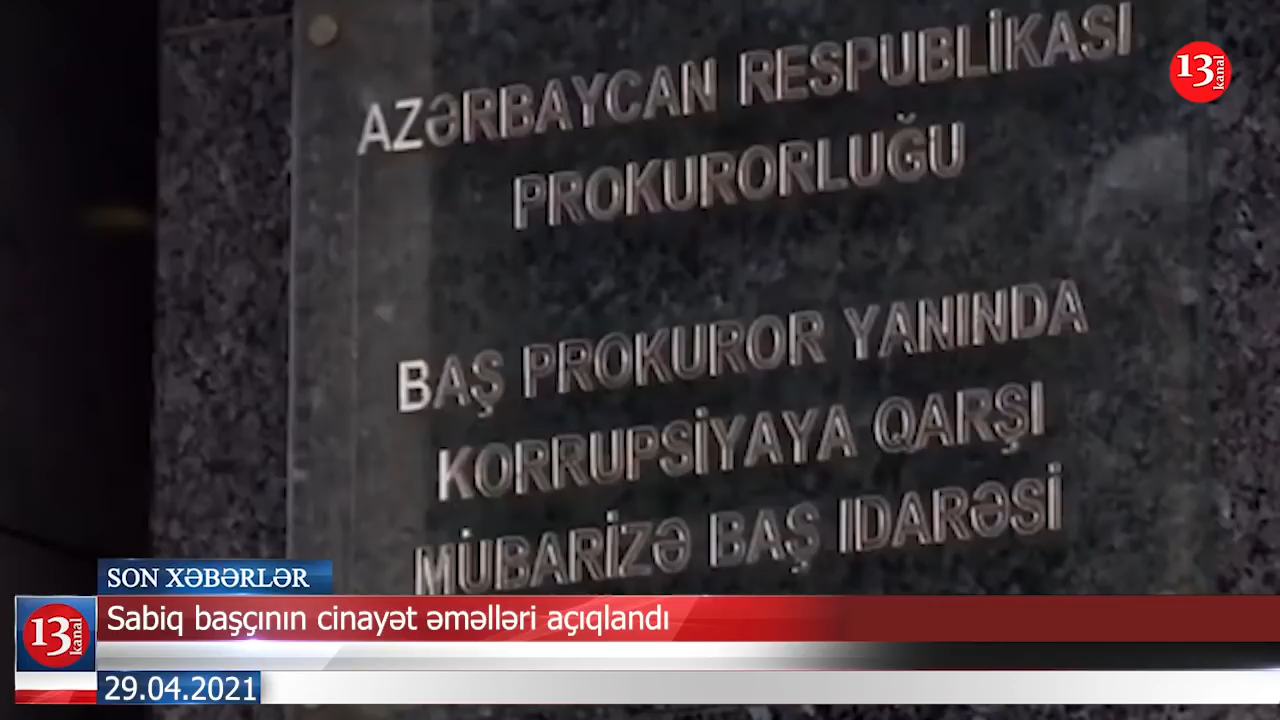 AZƏRBAYCAN RESPUBLİKASI
PROKURORLUĞU
BAŞ PROKUROR YANINDA
KORRUPSİYAYA QARŞI
MÜBARİZƏ BAŞ IDARƏSİ
13 kanal
SON XƏBƏRLƏR
Sabiq başçının cinayət əməlləri açıqlandı
13 kanal
29.04.2021